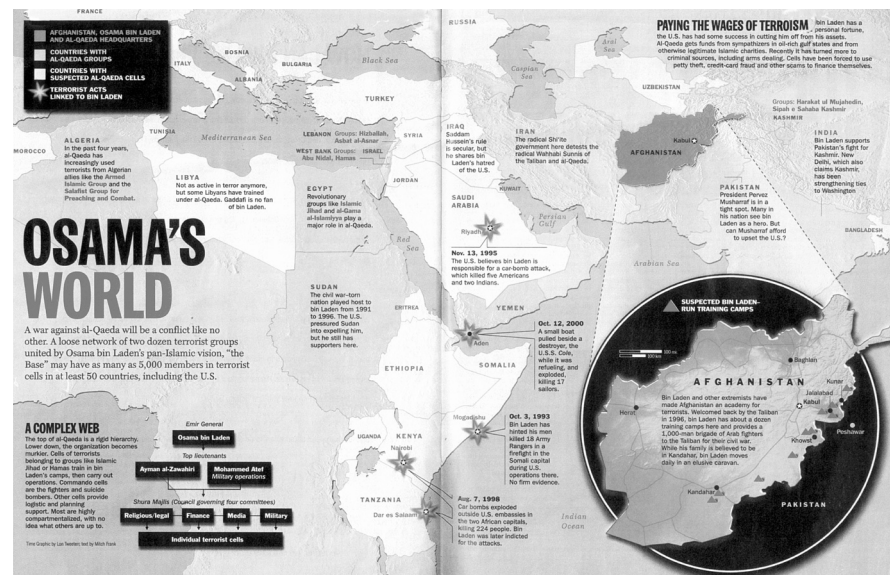 FRANCE
AFGHANISTAN, OSAMA BIN LADEN
AND AL-QAEDA HEADQUARTERS
COUNTRIES WITH
AL-QAEDA GROUPS
COUNTRIES WITH
SUSPECTED AL-QAEDA CELLS
TERRORIST ACTS
LINKED TO BIN LADEN
ITALY
BOSNIA
ALBANIA
BULGARIA
Black Sea
TURKEY
RUSSIA
Caspian
Sea
Aral
Sea
UZBEKISTAN
PAYING THE WAGES OF TERROISM
bin Laden has a
personal fortune,
the U.S. has had some success in cutting him off from his assets.
Al-Qaeda gets funds from sympathizers in oil-rich gulf states and from
otherwise legitimate Islamic charities. Recently it has turned more to
criminal sources, including arms dealing. Cells have been forced to use
petty theft, credit-card fraud and other scams to finance themselves.
MOROCCO
TUNISIA
Mediterranean Sea
ALGERIA
In the past four years,
al-Qaeda has
increasingly used
terrorists from Algerian
allies like the Armed
Islamic Group and the
Salafist Group for
Preaching and Combat.
LIBYA
Not as active in terror anymore,
but some Libyans have trained
under al-Qaeda. Gaddafi is no fan
of bin Laden.
LEBANON Groups: Hizballah,
Asbat al-Ansar
WEST BANK Groups:
Abu Nidal, Hamas
ISRAEL
SYRIA
JORDAN
EGYPT
Revolutionary
groups like Islamic
Jihad and al-Gama
al-Islamiyya play a
major role in al-Qaeda.
Red
Sea
IRAQ
Saddam
Hussein's rule
is secular, but
he shares bin
Laden's hatred
of the U.S.
IRAN
The radical Shi'ite
government here detests the
radical Wahhabi Sunnis of
the Taliban and al-Qaeda.
KUWAIT
SAUDI
ARABIA
Riyadh
Persian
Gulf
Nov. 13, 1995
The U.S. believes bin Laden is
responsible for a car-bomb attack,
which killed five Americans
and two Indians.
AFGHANISTAN
Kabul
Groups: Harakat ul Mujahedin,
Sipah e Sahaba Kashmir
KASHMIR
INDIA
Bin Laden supports
Pakistan's fight for
Kashmir. New
Delhi, which also
claims Kashmir,
has been
strengthening ties
to Washington
PAKISTAN
President Pervez
Musharraf is in a
tight spot. Many in
his nation see bin
Laden as a hero. But
can Musharraf afford
to upset the U.S.?
BANGLADESH
Arabian Sea
OSAMA'S
WORLD
A war against al-Qaeda will be a conflict like no
other. A loose network of two dozen terrorist groups
united by Osama bin Laden's pan-Islamic vision, "the
Base" may have as many as 5,000 members in terrorist
cells in at least 50 countries, including the U.S.
SUDAN
The civil war–torn
nation played host to
bin Laden from 1991
to 1996. The U.S.
pressured Sudan
into expelling him,
but he still has
supporters here.
ERITREA
ETHIOPIA
YEMEN
Aden
SOMALIA
Mogadishu
Oct. 12, 2000
A small boat
pulled beside a
destroyer, the
U.S.S. Cole,
while it was
refueling, and
exploded,
killing 17
sailors.
Oct. 3, 1993
Bin Laden has
hinted his men
killed 18 Army
Rangers in a
firefight in the
Somali capital
during U.S.
operations there.
No firm evidence.
UGANDA
KENYA
Nairobi
TANZANIA
Dar es Salaam
Aug. 7, 1998
Car bombs exploded
outside U.S. embassies in
the two African capitals,
killing 224 people. Bin
Laden was later indicted
for the attacks.
Indian
Ocean
A COMPLEX WEB
The top of al-Qaeda is a rigid hierarchy.
Lower down, the organization becomes
murkier. Cells of terrorists
belonging to groups like Islamic
Jihad or Hamas train in bin
Laden's camps, then carry out
operations. Commando cells
are the fighters and suicide
bombers. Other cells provide
logistic and planning
support. Most are highly
compartmentalized, with no
idea what others are up to.
Emir General
Osama bin Laden
Top lieutenants
Ayman al-Zawahiri
Mohammed Atef
Military operations
Shura Majlis (Council governing four committees)
Religious/legal
Finance
Media
Military
Individual terrorist cells
SUSPECTED BIN LADEN–
RUN TRAINING CAMPS
100 mi
100 km
AFGHANISTAN
Bin Laden and other extremists have
made Afghanistan an academy for
terrorists. Welcomed back by the Taliban
in 1996, bin Laden has about a dozen
training camps here and provides a
1,000-man brigade of Arab fighters
to the Taliban for their civil war.
While his family is believed to be
in Kandahar, bin Laden moves
daily in an elusive caravan.
Herat
Baghlan
Kunar
Jalalabad
Kabul
Khowst
Peshawar
Kandahar
PAKISTAN